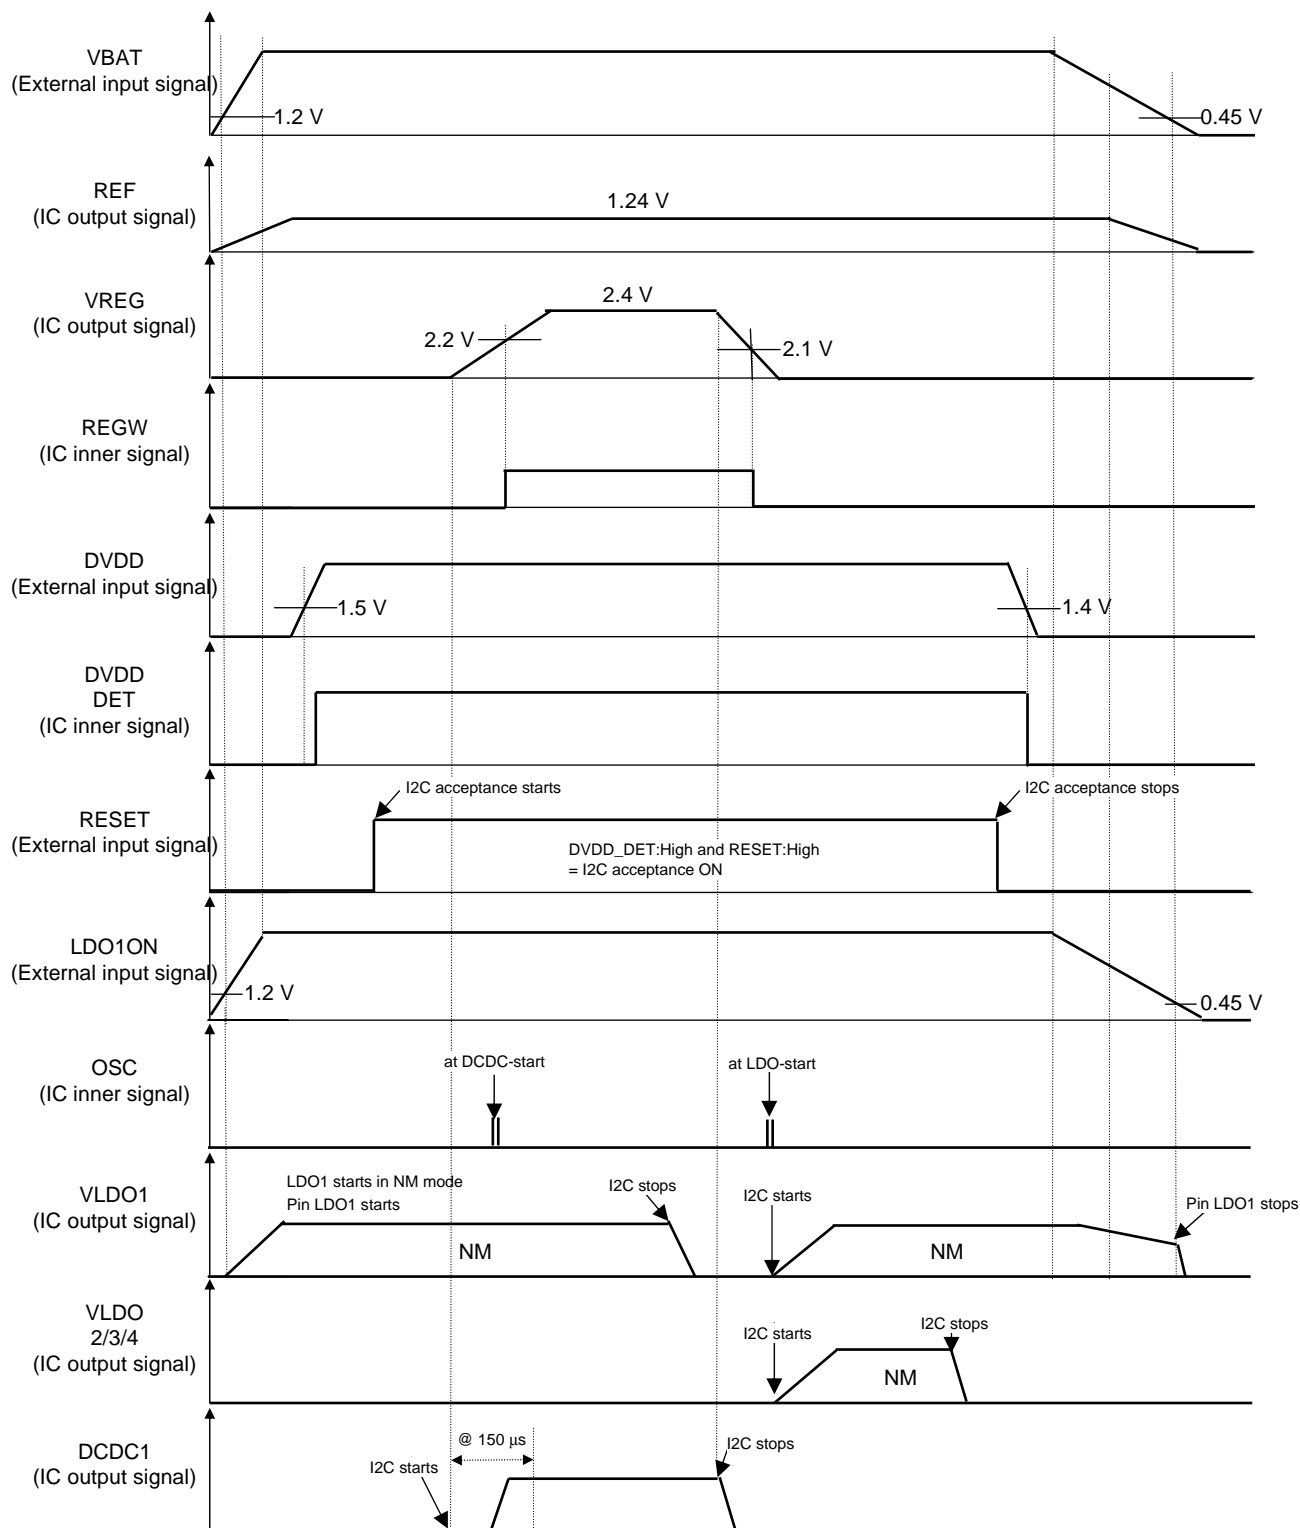 VBAT
(External input signal)
1.2 V
0.45 V
REF
(IC output signal)
1.24 V
VREG
(IC output signal)
2.4 V
2.2 V
2.1 V
REGW
(IC inner signal)
DVDD
(External input signal)
1.5 V
1.4 V
DVDD
DET
(IC inner signal)
I2C acceptance starts
I2C acceptance stops
RESET
(External input signal)
DVDD_DET:High and RESET:High
= I2C acceptance ON
LDO1ON
(External input signal)
1.2 V
0.45 V
OSC
(IC inner signal)
at DCDC-start
at LDO-start
VLDO1
(IC output signal)
LDO1 starts in NM mode
Pin LDO1 starts
I2C stops
I2C starts
Pin LDO1 stops
NM
NM
VLDO
2/3/4
(IC output signal)
I2C starts
I2C stops
NM
DCDC1
(IC output signal)
@ 150 µs
I2C starts
I2C stops